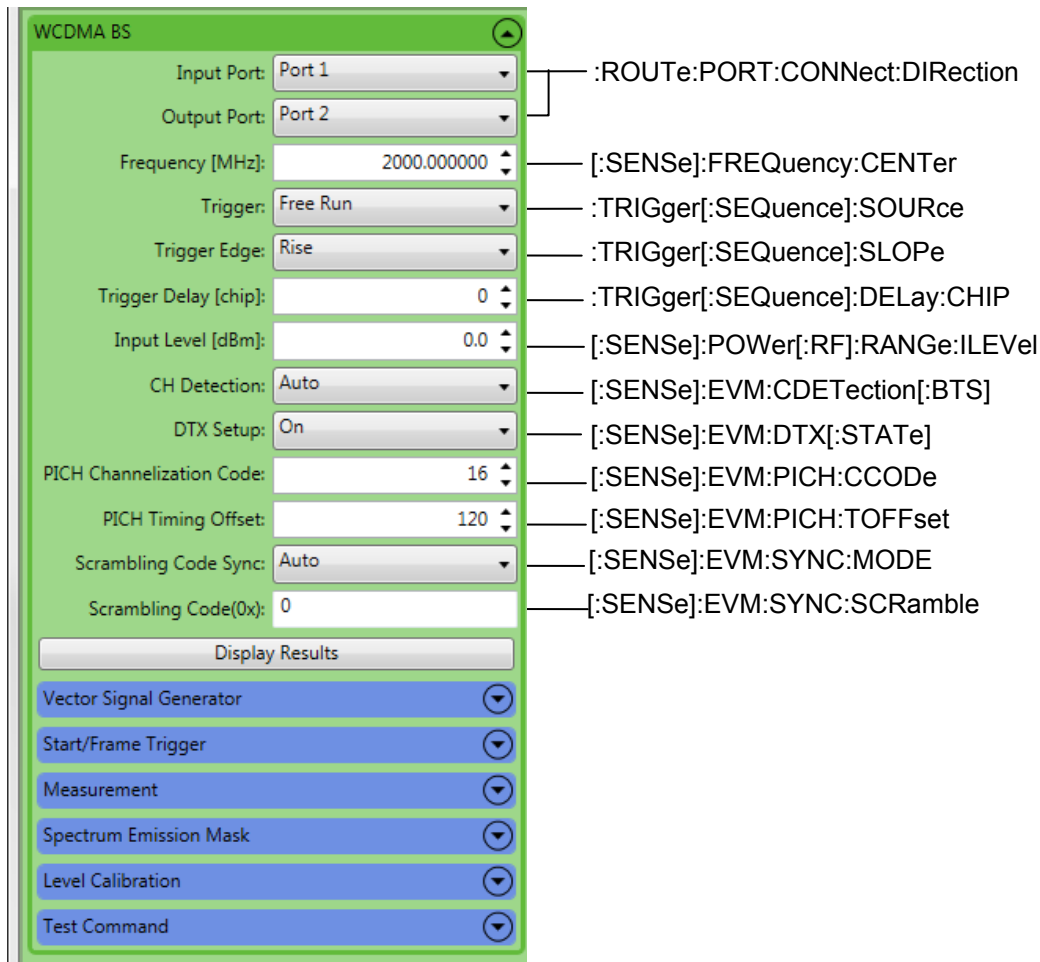 WCDMA BS
Input Port: Port 1 :ROUTe:PORT:CONNect:DIRection
Output Port: Port 2
Frequency [MHz]: 2000.000000 [:SENSe]:FREQuency:CENTer
Trigger: Free Run :TRIGger[:SEQuence]:SOURce
Trigger Edge: Rise :TRIGger[:SEQuence]:SLOPe
Trigger Delay [chip]: 0 :TRIGger[:SEQuence]:DELay:CHIP
Input Level [dBm]: 0.0 [:SENSe]:POWer[:RF]:RANGe:ILEVel
CH Detection: Auto [:SENSe]:EVM:CDETection[:BTS]
DTX Setup: On [:SENSe]:EVM:DTX[:STATe]
PICH Channelization Code: 16 [:SENSe]:EVM:PICH:CCODe
PICH Timing Offset: 120 [:SENSe]:EVM:PICH:TOFFset
Scrambling Code Sync: Auto [:SENSe]:EVM:SYNC:MODE
Scrambling Code(0x): 0 [:SENSe]:EVM:SYNC:SCRamble
Display Results
Vector Signal Generator
Start/Frame Trigger
Measurement
Spectrum Emission Mask
Level Calibration
Test Command